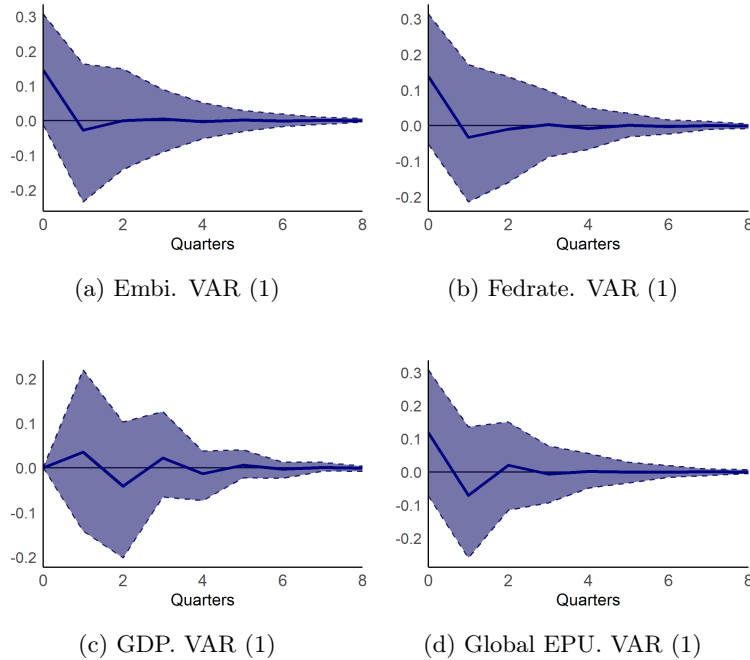 0.3
0.2
0.1
0.0
-0.1
-0.2
0 2 4 6 8
Quarters
(a) Embi. VAR (1)
0.3
0.2
0.1
0.0
-0.1
-0.2
0 2 4 6 8
Quarters
(b) Fedrate. VAR (1)
0.2
0.1
0.0
-0.1
-0.2
0 2 4 6 8
Quarters
(c) GDP. VAR (1)
0.3
0.2
0.1
0.0
-0.1
-0.2
0 2 4 6 8
Quarters
(d) Global EPU. VAR (1)